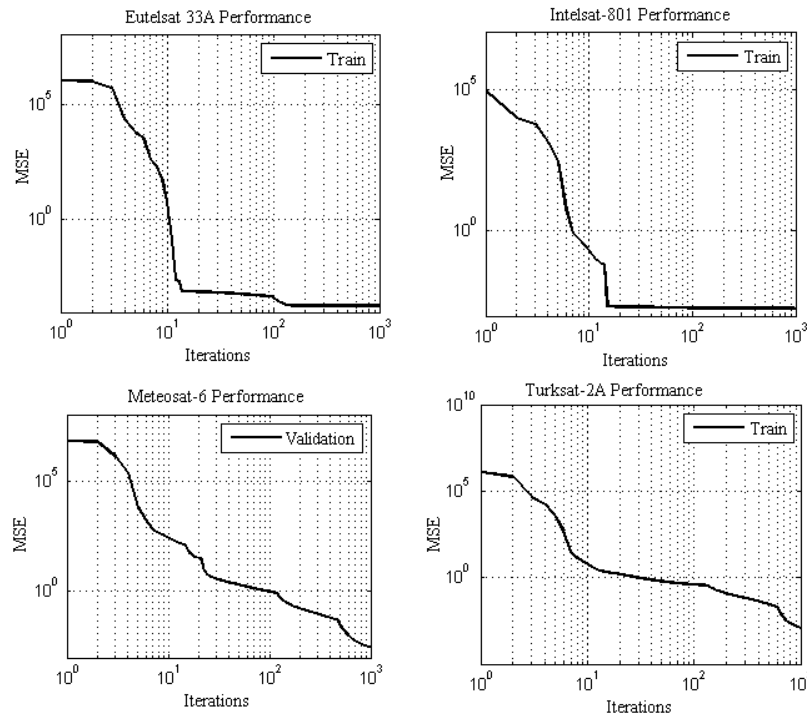 Eutelsat 33A Performance
Train
MSE
10^5
10^0
10^0 10^1 10^2 10^3
Iterations
Intelsat-801 Performance
Train
MSE
10^5
10^0
10^0 10^1 10^2 10^3
Iterations
Meteosat-6 Performance
Validation
MSE
10^5
10^0
10^0 10^1 10^2 10^3
Iterations
Turksat-2A Performance
Train
MSE
10^10
10^5
10^0
10^0 10^1 10^2 10
Iterations